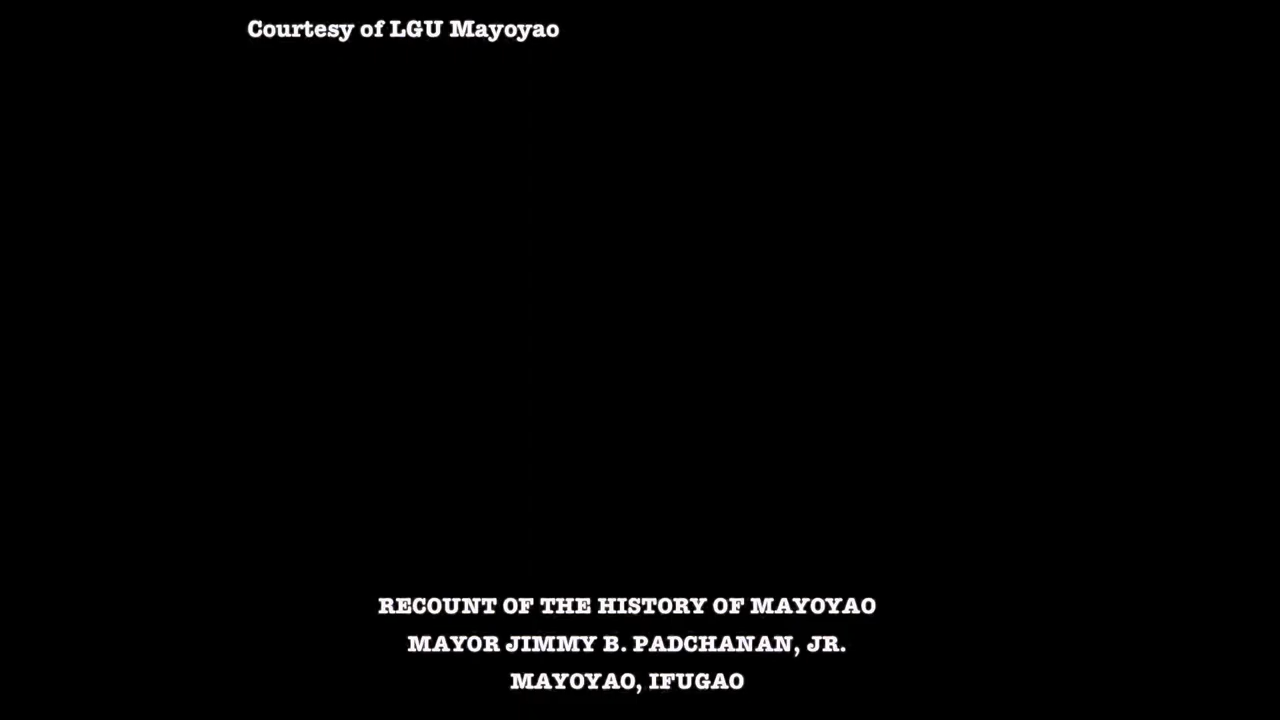 Courtesy of LGU Mayoyao
RECOUNT OF THE HISTORY OF MAYOYAO
MAYOR JIMMY B. PADCHANAN, JR.
MAYOYAO, IFUGAO